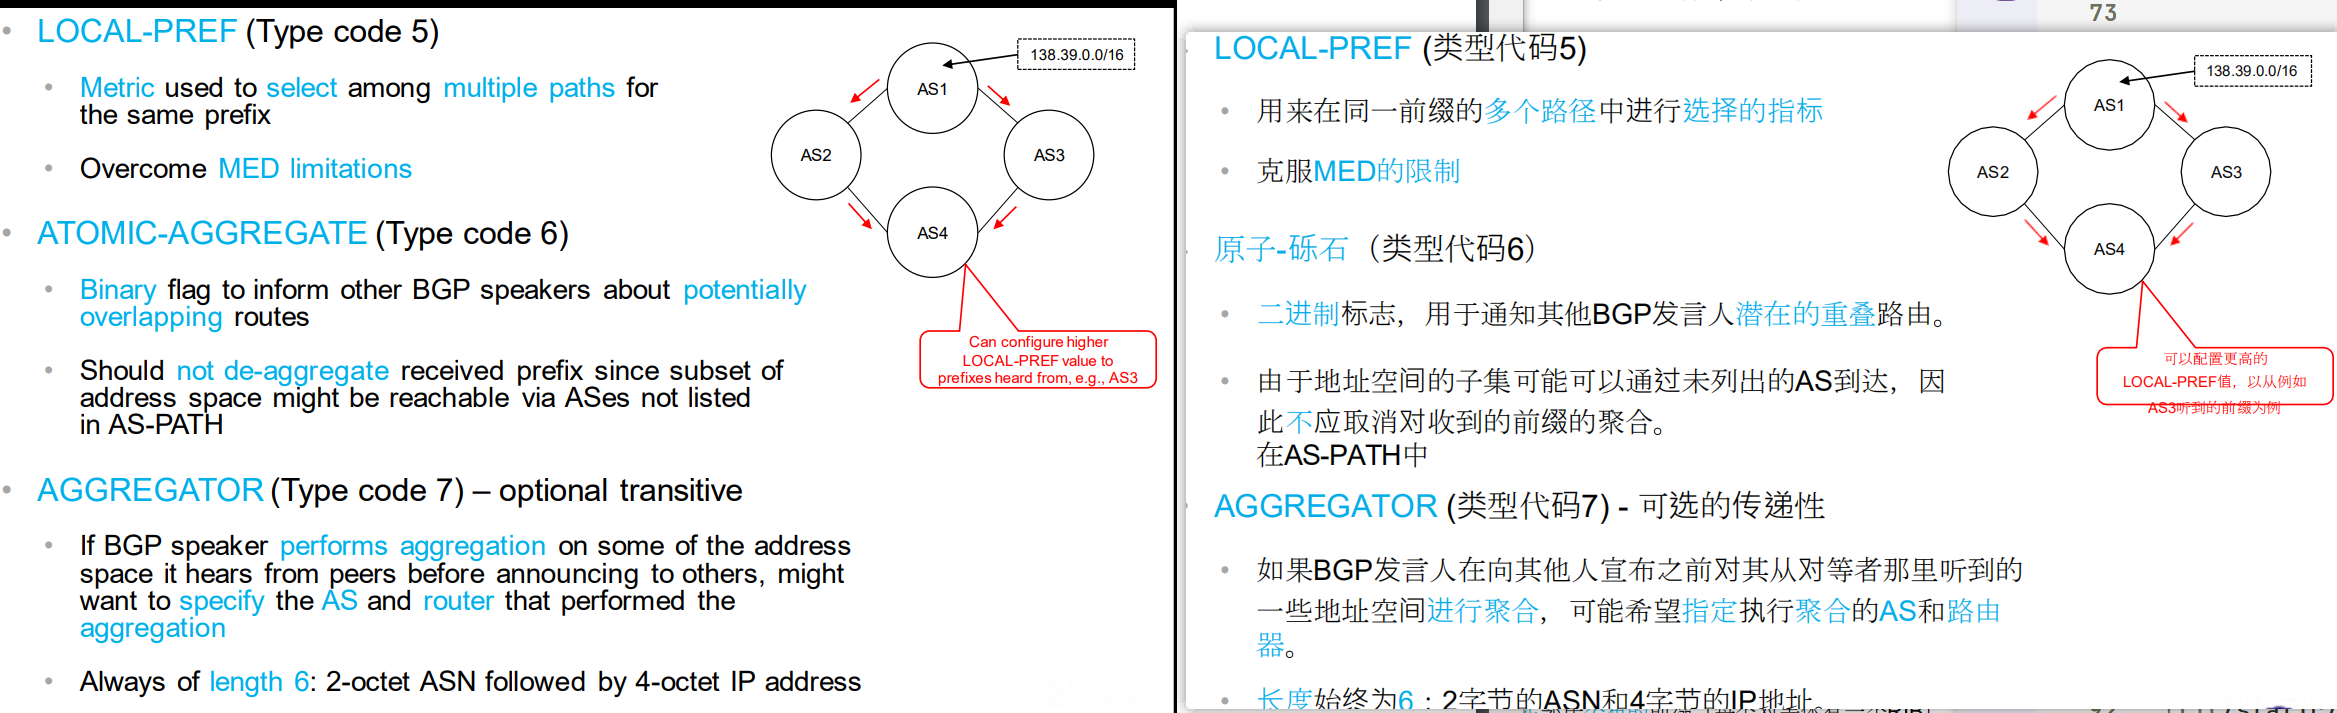 LOCAL-PREF (Type code 5)
Metric used to select among multiple paths for
the same prefix
Overcome MED limitations
ATOMIC-AGGREGATE (Type code 6)
Binary flag to inform other BGP speakers about potentially
overlapping routes
Should not de-aggregate received prefix since subset of
address space might be reachable via ASes not listed
in AS-PATH
AGGREGATOR (Type code 7) – optional transitive
If BGP speaker performs aggregation on some of the address
space it hears from peers before announcing to others, might
want to specify the AS and router that performed the
aggregation
Always of length 6: 2-octet ASN followed by 4-octet IP address
138.39.0.0/16
AS1
AS2
AS3
AS4
Can configure higher
LOCAL-PREF value to
prefixes heard from, e.g., AS3
73
LOCAL-PREF (类型代码5)
用来在同一前缀的多个路径中进行选择的指标
克服MED的限制
原子-砾石（类型代码6）
二进制标志，用于通知其他BGP发言人潜在的重叠路由。
由于地址空间的子集可能可以通过未列出的AS到达，因
此不应取消对收到的前缀的聚合。
在AS-PATH中
AGGREGATOR (类型代码7) - 可选的传递性
如果BGP发言人在向其他人宣布之前对其从对等者那里听到的
一些地址空间进行聚合，可能希望指定执行聚合的AS和路由
器。
长度始终为6：2字节的ASN和4字节的IP地址。
138.39.0.0/16
AS1
AS2
AS3
AS4
可以配置更高的
LOCAL-PREF值，以从例如
AS3听到的前缀为例